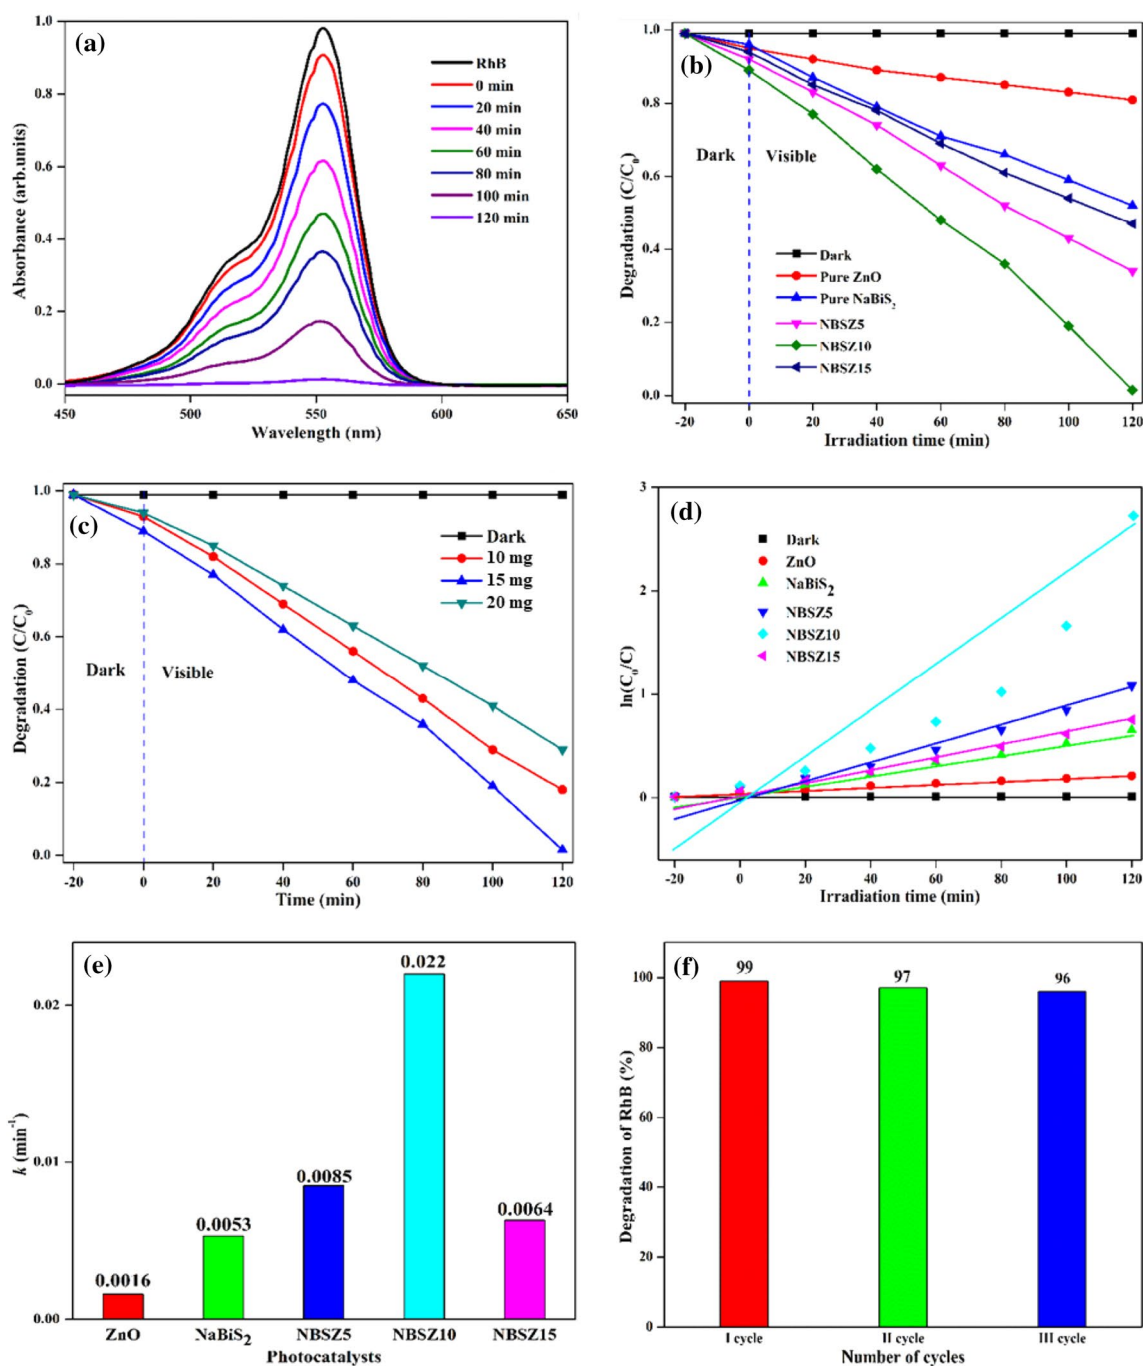 (a)
RhB
0 min
20 min
40 min
60 min
80 min
100 min
120 min
Absorbance (arb.units)
1.0
0.8
0.6
0.4
0.2
0.0
450 500 550 600 650
Wavelength (nm)
(b)
Dark Visible
Dark
Pure ZnO
Pure NaBiS2
NBSZ5
NBSZ10
NBSZ15
Degradation (C/C0)
1.0
0.8
0.6
0.4
0.2
0.0
-20 0 20 40 60 80 100 120
Irradiation time (min)
(c)
Dark
10 mg
15 mg
20 mg
Dark Visible
Degradation (C/C0)
1.0
0.8
0.6
0.4
0.2
0.0
-20 0 20 40 60 80 100 120
Time (min)
(d)
Dark
ZnO
NaBiS2
NBSZ5
NBSZ10
NBSZ15
ln(C0/C)
3
2
1
0
-20 0 20 40 60 80 100 120
Irradiation time (min)
(e)
0.022
0.0085
0.0064
0.0053
0.0016
k (min-1)
0.02
0.01
0.00
ZnO NaBiS2 NBSZ5 NBSZ10 NBSZ15
Photocatalysts
(f)
99 97 96
Degradation of RhB (%)
100
80
60
40
20
0
I cycle II cycle III cycle
Number of cycles